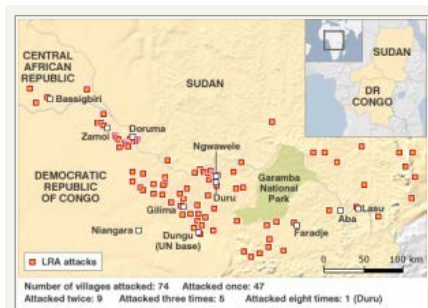 CENTRAL
AFRICAN
REPUBLIC
SUDAN
SUDAN
DR
CONGO
Bassigbiri
Zamoi
Doruma
Ngwawele
DEMOCRATIC
REPUBLIC
OF CONGO
Garamba
National
Park
Duru
Gilima
Lasu
Aba
Niangara
Dungu
(UN base)
Faradje
LRA attacks
0
100 km
Number of villages attacked: 74 Attacked once: 47
Attacked twice: 9 Attacked three times: 5 Attacked eight times: 1 (Duru)